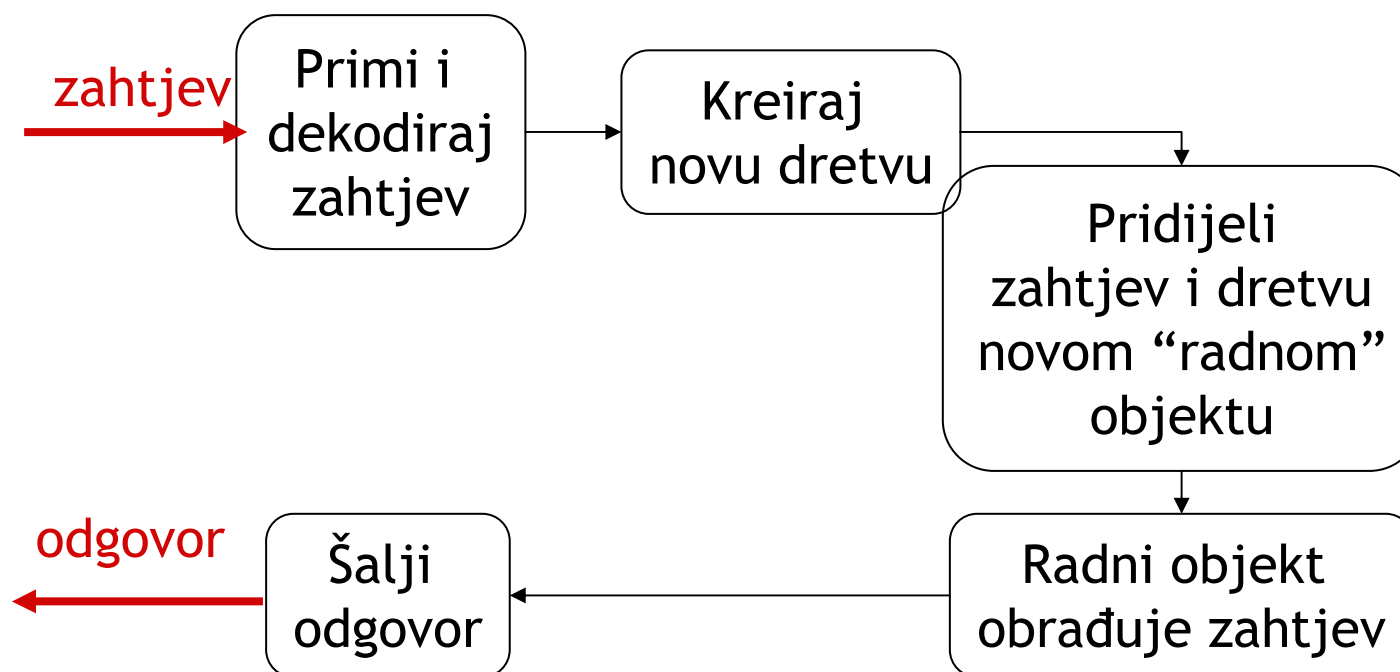 zahtjev
Primi i
dekodiraj
zahtjev
Kreiraj
novu dretvu
Pridijeli
zahtjev i dretvu
novom “radnom”
objektu
Radni objekt
obrađuje zahtjev
Šalji
odgovor
odgovor